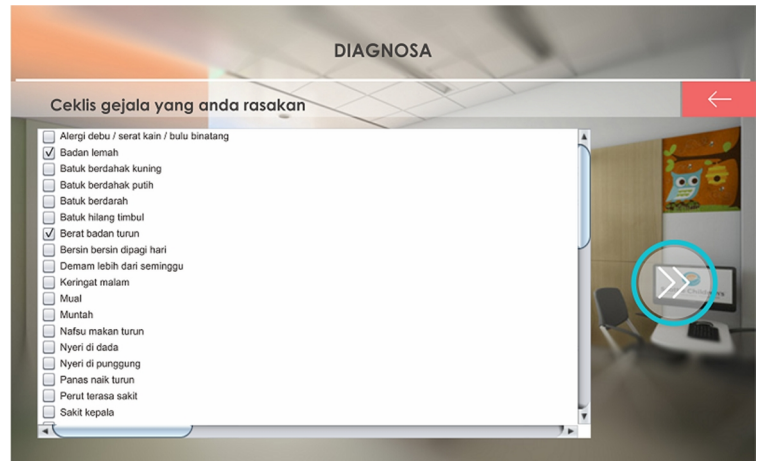 DIAGNOSA
Ceklis gejala yang anda rasakan
Alergi debu / serat kain / bulu binatang
Badan lemah
Batuk berdahak kuning
Batuk berdahak putih
Batuk berdarah
Batuk hilang timbul
Berat badan turun
Bersin bersin dipagi hari
Demam lebih dari seminggu
Keringat malam
Mual
Muntah
Nafsu makan turun
Nyeri di dada
Nyeri di punggung
Panas naik turun
Perut terasa sakit
Sakit kepala